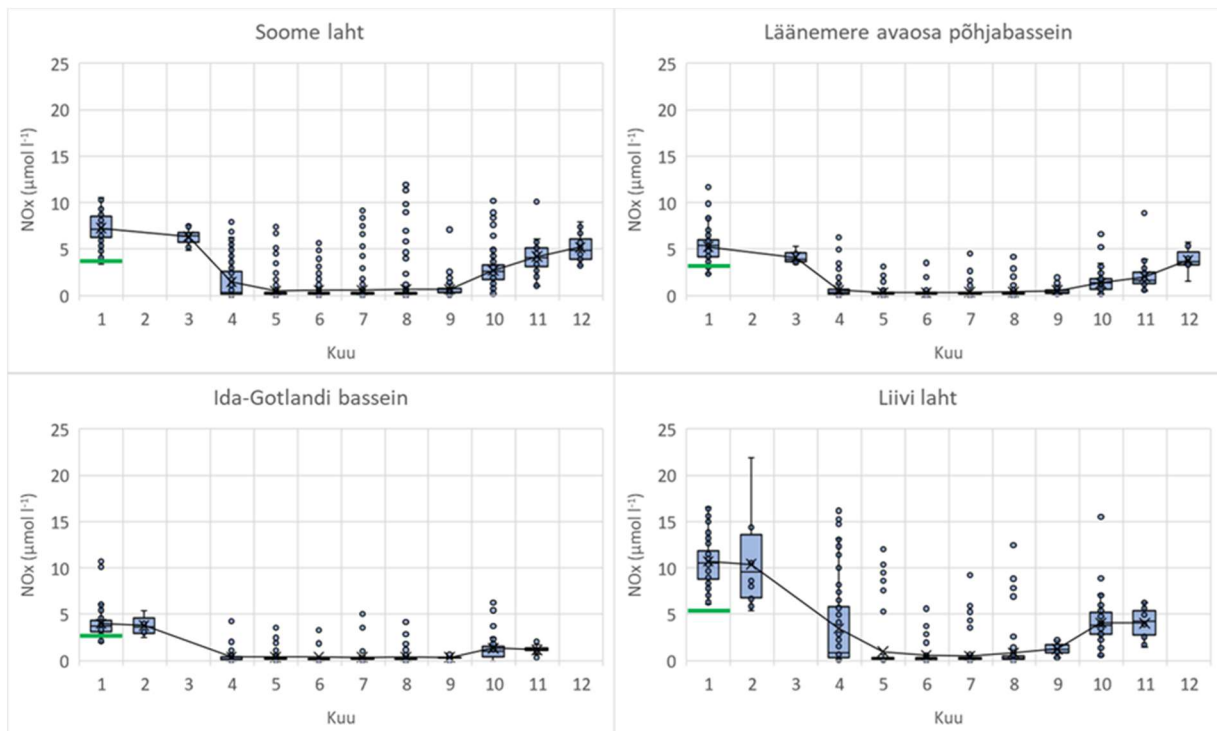 Soome laht
25
20
15
10
5
0
NOx (µmol l⁻¹)
1 2 3 4 5 6 7 8 9 10 11 12
Kuu
Läänemere avaosa põhjabassein
25
20
15
10
5
0
NOx (µmol l⁻¹)
1 2 3 4 5 6 7 8 9 10 11 12
Kuu
Ida-Gotlandi bassein
25
20
15
10
5
0
NOx (µmol l⁻¹)
1 2 3 4 5 6 7 8 9 10 11 12
Kuu
Liivi laht
25
20
15
10
5
0
NOx (µmol l⁻¹)
1 2 3 4 5 6 7 8 9 10 11 12
Kuu